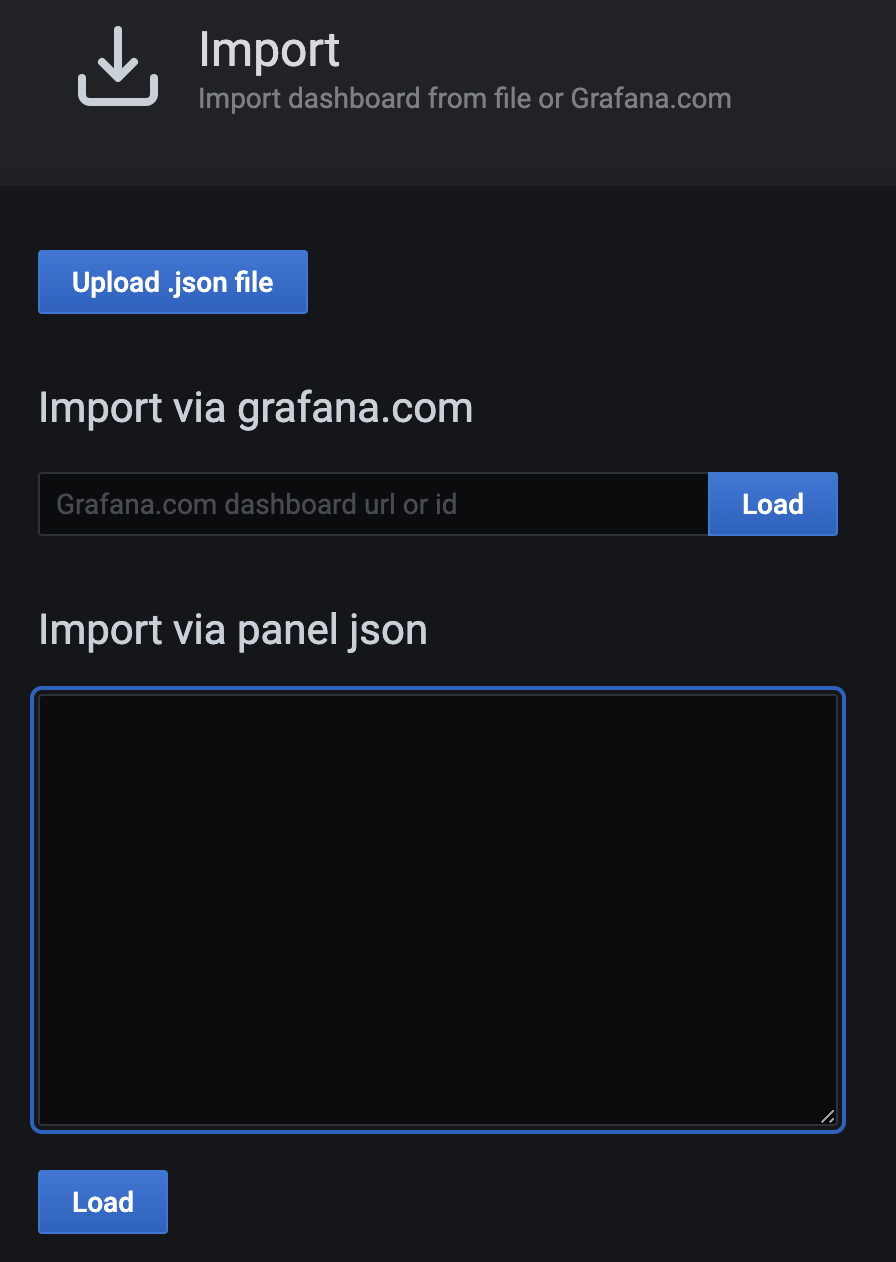 Import
Import dashboard from file or Grafana.com
Upload .json file
Import via grafana.com
Grafana.com dashboard url or id
Load
Import via panel json
Load